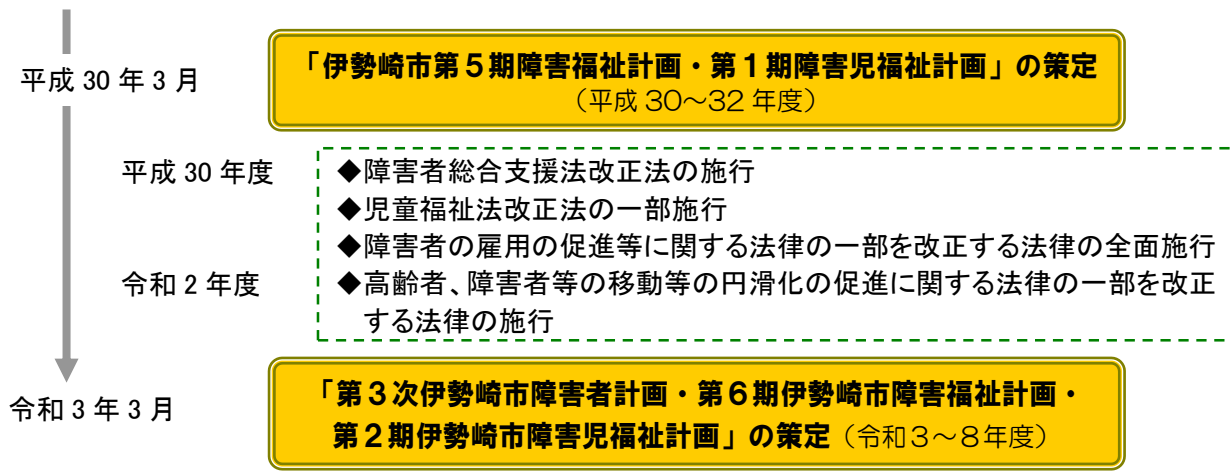 平成 30 年 3 月
「伊勢崎市第５期障害福祉計画・第１期障害児福祉計画」の策定
（平成 30～32 年度）
平成 30 年度
◆障害者総合支援法改正法の施行
◆児童福祉法改正法の一部施行
◆障害者の雇用の促進等に関する法律の一部を改正する法律の全面施行
令和 2 年度
◆高齢者、障害者等の移動等の円滑化の促進に関する法律の一部を改正
する法律の施行
令和 3 年 3 月
「第３次伊勢崎市障害者計画・第６期伊勢崎市障害福祉計画・
第２期伊勢崎市障害児福祉計画」の策定（令和３～８年度）